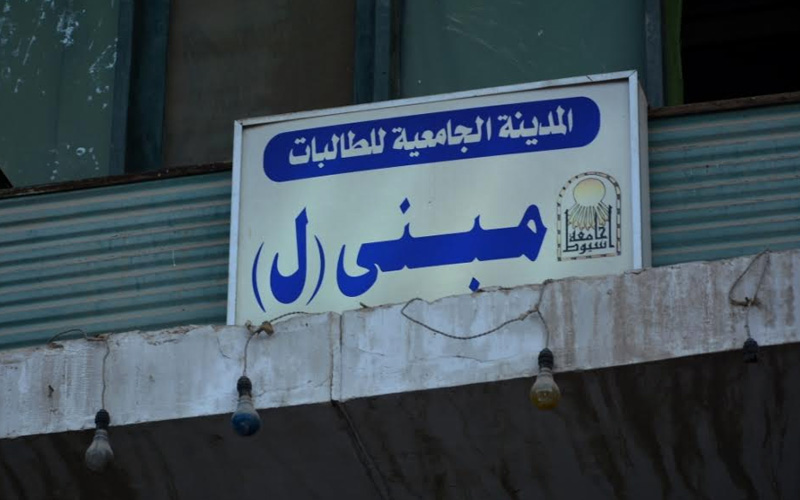 المدينة الجامعية للطالبات
مبنى (ل)
جامعة
أسيوط